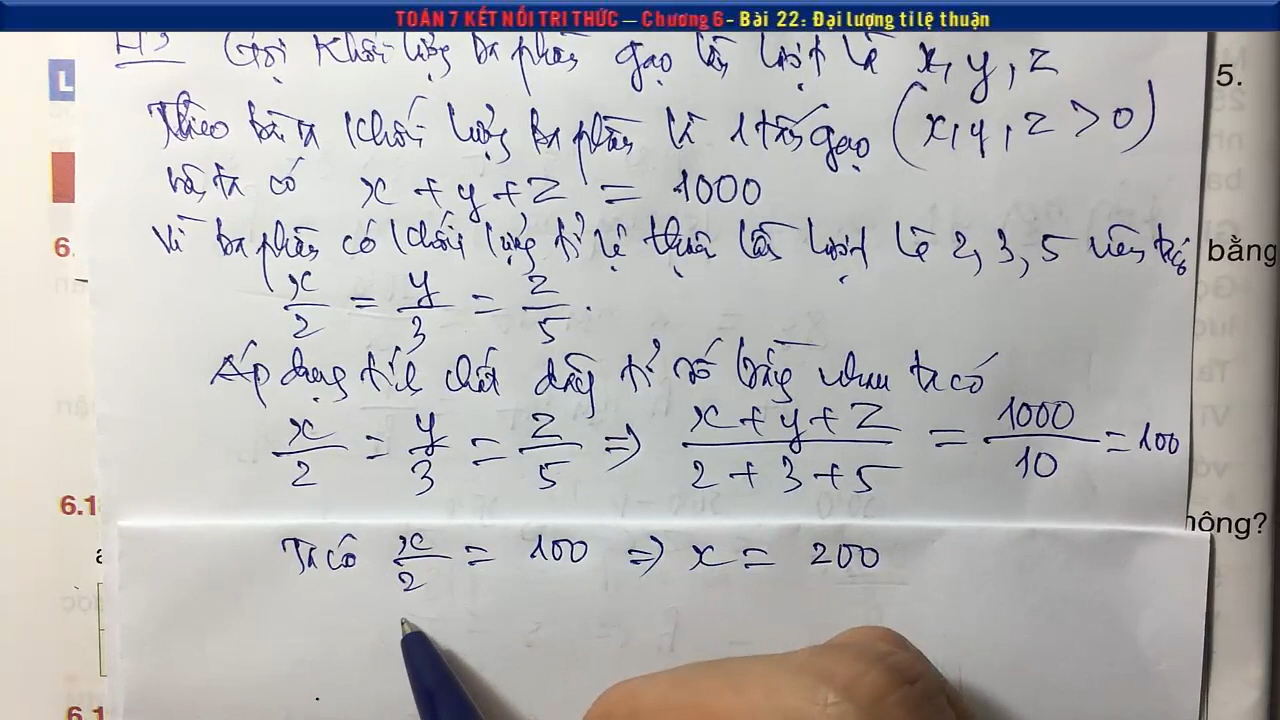 TOÁN 7 KẾT NỐI TRI THỨC – Chương 6- Bài 22: Đại lượng tỉ lệ thuận
Gọi khối lượng ba phần gạo lần lượt là x, y, z
Theo bài ra khối lượng ba phần là 1 tấn gạo (x, y, z > 0)
nên ta có x + y + z = 1000
Vì ba phần có khối lượng tỉ lệ thuận lần lượt là 2, 3, 5 nên ta có
x/2 = y/3 = z/5.
Áp dụng tính chất dãy tỉ số bằng nhau ta có
x/2 = y/3 = z/5 => x + y + z / 2 + 3 + 5 = 1000/10 = 100
Ta có x/2 = 100 => x = 200
L
5.
6.
bằng
6.1
hông?
6.1